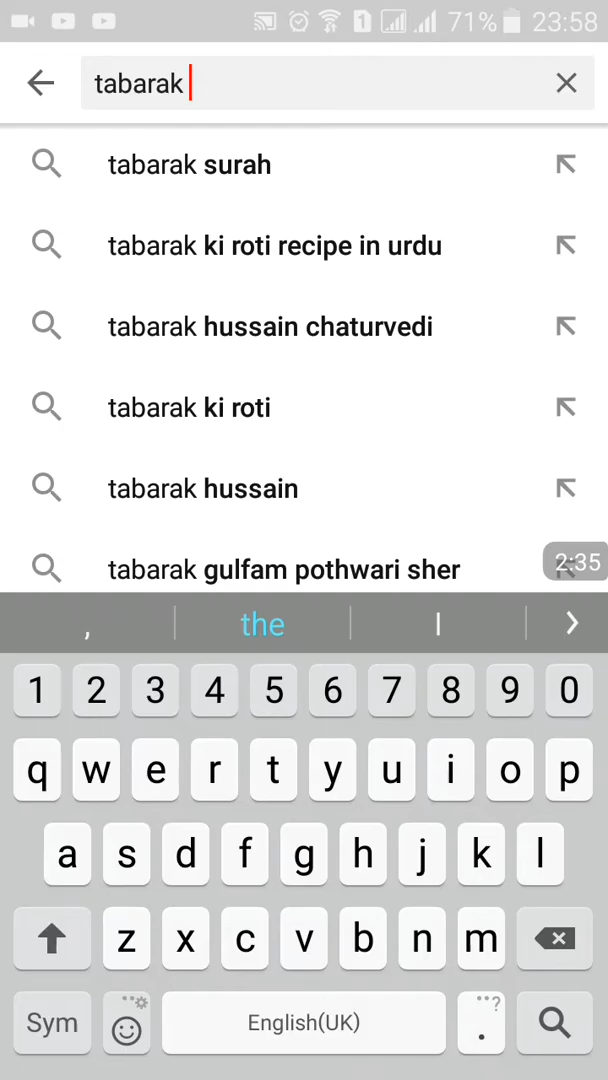 1 71% 23:58
tabarak
tabarak surah
tabarak ki roti recipe in urdu
tabarak hussain chaturvedi
tabarak ki roti
tabarak hussain
tabarak gulfam pothwari sher
2:35
, the I
1 2 3 4 5 6 7 8 9 0
q w e r t y u i o p
a s d f g h j k l
z x c v b n m
Sym English(UK) . ?